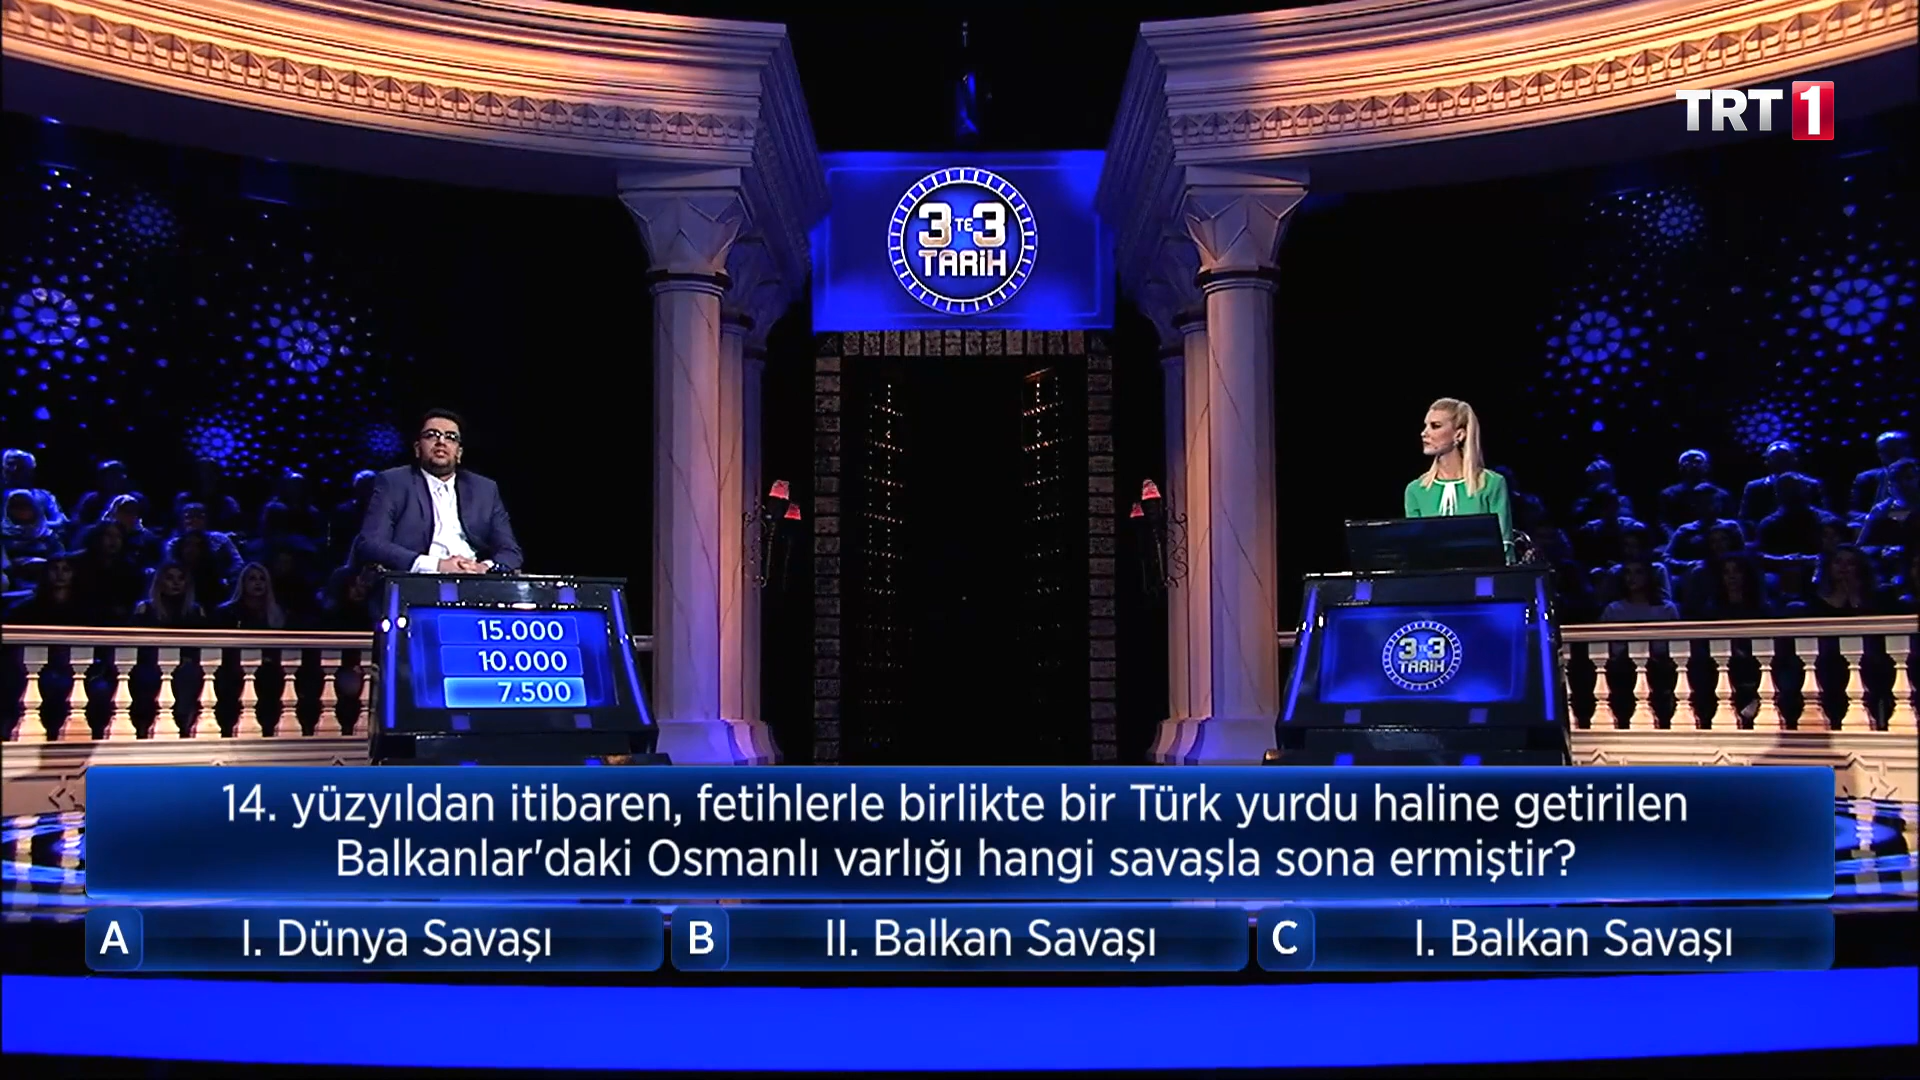 TRT 1
3 TE 3
TARİH
15.000
10.000
7.500
3 TE 3
TARİH
14. yüzyıldan itibaren, fetihlerle birlikte bir Türk yurdu haline getirilen
Balkanlar'daki Osmanlı varlığı hangi savaşla sona ermiştir?
A I. Dünya Savaşı B II. Balkan Savaşı C I. Balkan Savaşı